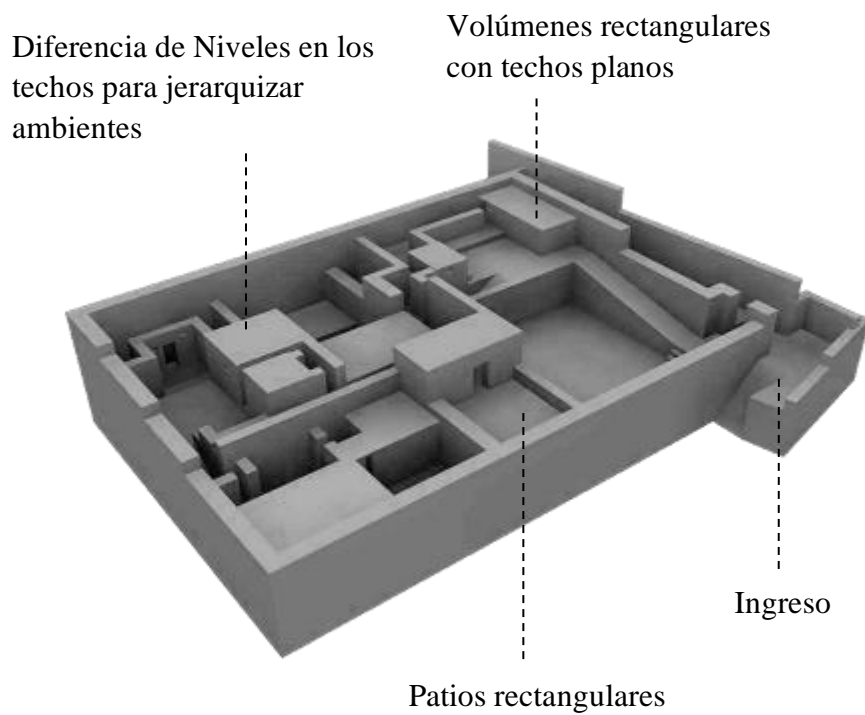 Diferencia de Niveles en los
techos para jerarquizar
ambientes
Volúmenes rectangulares
con techos planos
Ingreso
Patios rectangulares